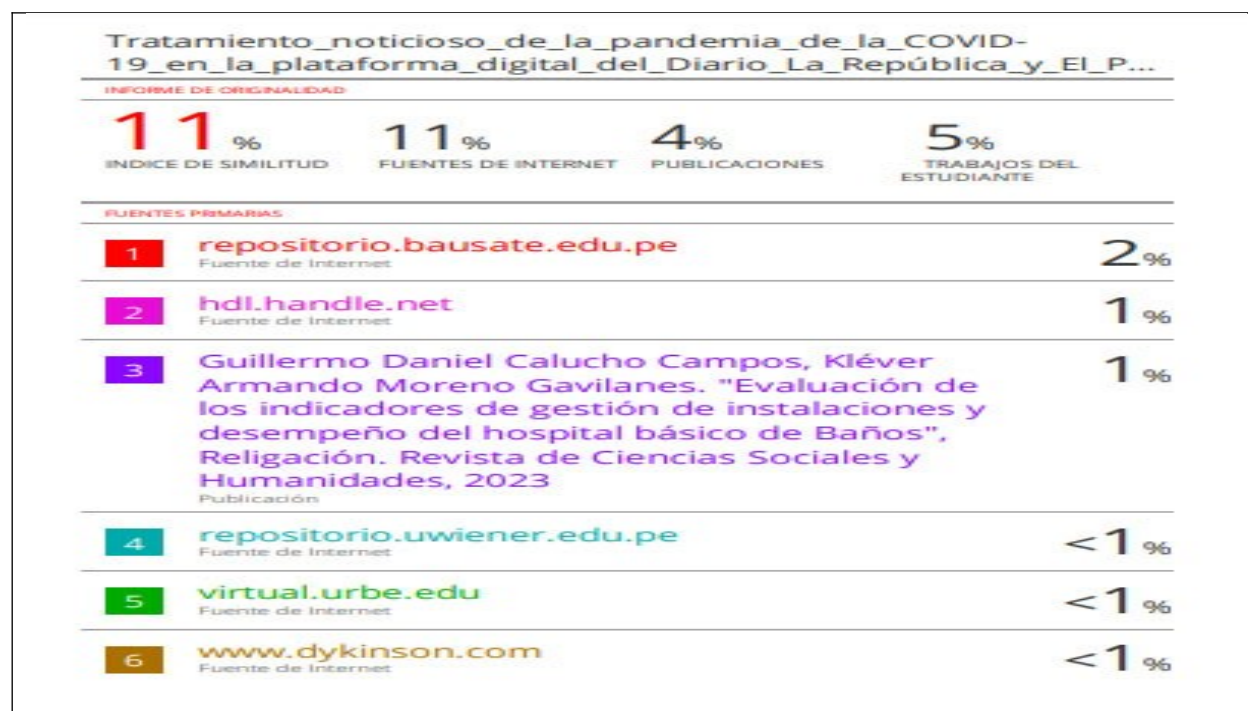 Tratamiento_noticioso_de_la_pandemia_de_la_COVID-
19_en_la_plataforma_digital_del_Diario_La_República_y_El_P...
INFORME DE ORIGINALIDAD
11% 11% 4% 5%
INDICE DE SIMILITUD FUENTES DE INTERNET PUBLICACIONES TRABAJOS DEL
ESTUDIANTE
FUENTES PRIMARIAS
1 repositorio.bausate.edu.pe 2%
Fuente de Internet
2 hdl.handle.net 1%
Fuente de Internet
3 Guillermo Daniel Calucho Campos, Kléver 1%
Armando Moreno Gavilanes. "Evaluación de
los indicadores de gestión de instalaciones y
desempeño del hospital básico de Baños",
Religación. Revista de Ciencias Sociales y
Humanidades, 2023
Publicación
4 repositorio.uwiener.edu.pe <1%
Fuente de Internet
5 virtual.urbe.edu <1%
Fuente de Internet
6 www.dykinson.com <1%
Fuente de Internet